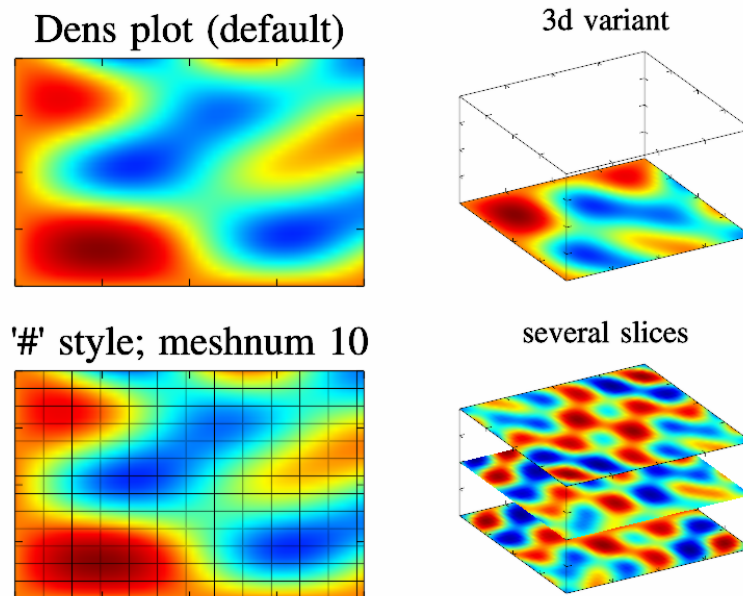 Dens plot (default)
3d variant
'#' style; meshnum 10
several slices